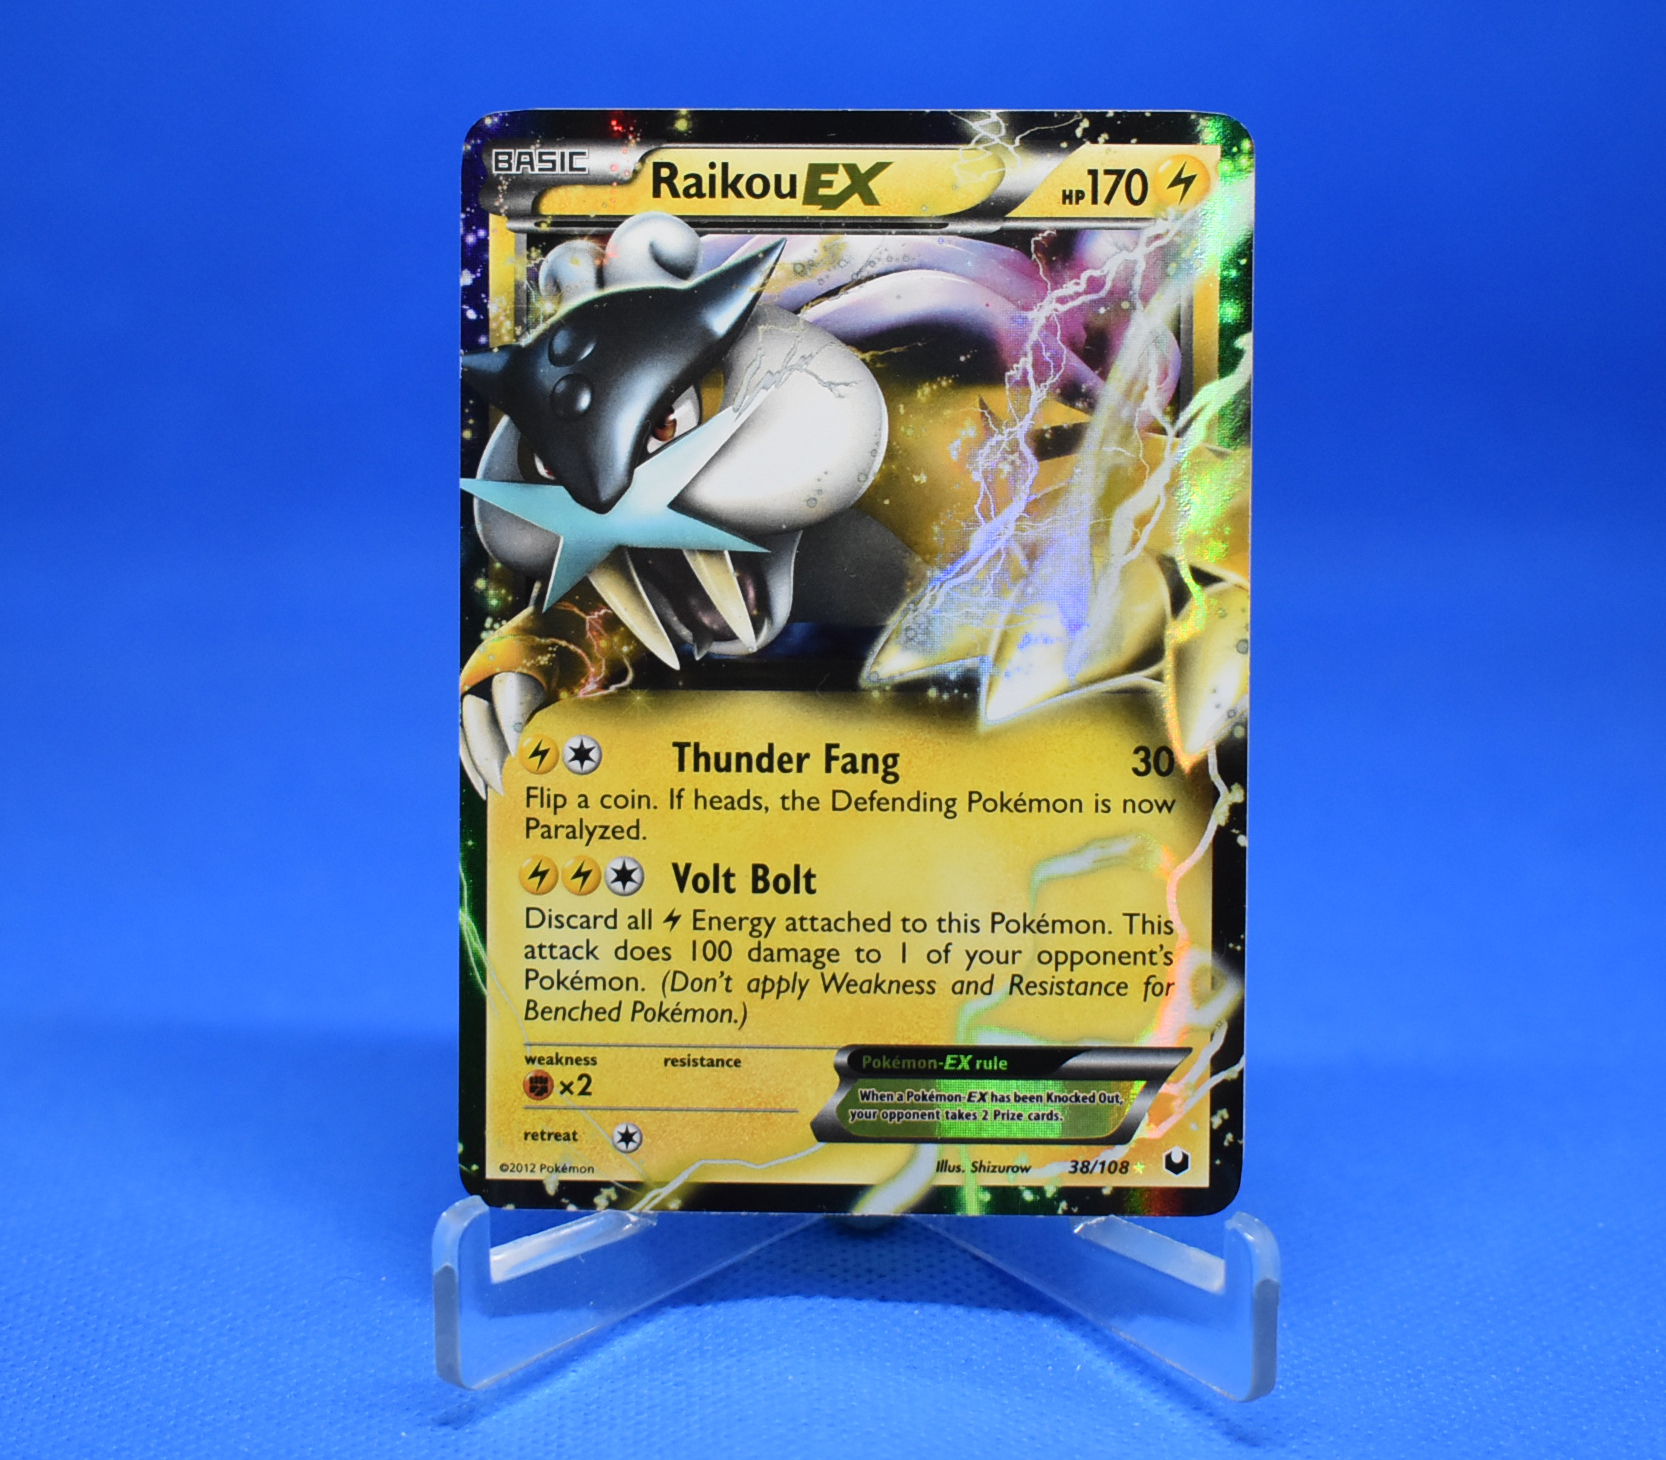 BASIC
Raikou EX
HP 170
Thunder Fang 30
Flip a coin. If heads, the Defending Pokémon is now
Paralyzed.
Volt Bolt
Discard all Energy attached to this Pokémon. This
attack does 100 damage to 1 of your opponent's
Pokémon. (Don't apply Weakness and Resistance for
Benched Pokémon.)
weakness resistance
×2
Pokémon-EX rule
When a Pokémon-EX has been Knocked Out,
your opponent takes 2 Prize cards.
retreat
©2012 Pokémon Illus. Shizurow 38/108